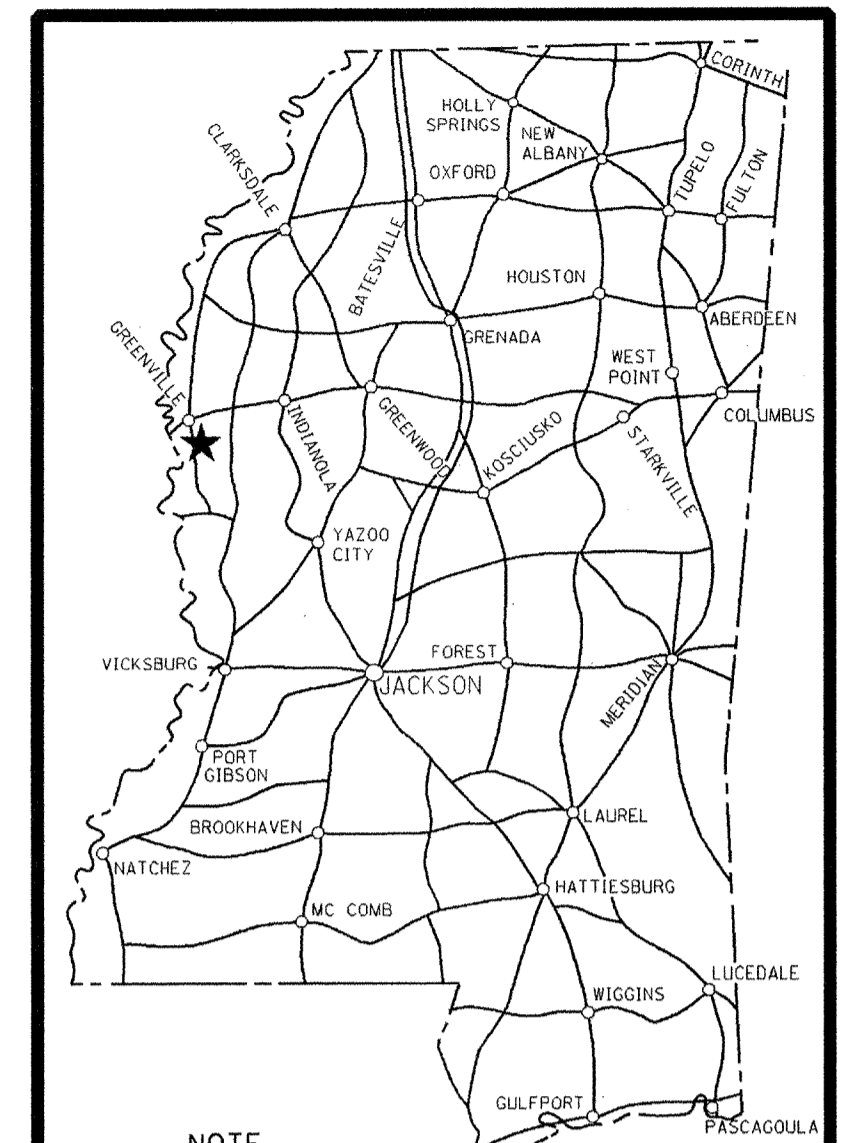 CORINTH
HOLLY
SPRINGS
NEW
ALBANY
CLARKSDALE
OXFORD
TUPELO
FULTON
BATESVILLE
HOUSTON
ABERDEEN
GREENVILLE
GRENADA
WEST
POINT
INDIANOLA
GREENWOOD
KOSCIUSKO
COLUMBUS
STARKVILLE
YAZOO
CITY
VICKSBURG
FOREST
JACKSON
MERIDIAN
PORT
GIBSON
BROOKHAVEN
LAUREL
NATCHEZ
HATTIESBURG
MC COMB
LUCEDALE
WIGGINS
GULFPORT
PASCAGOULA
NOTE